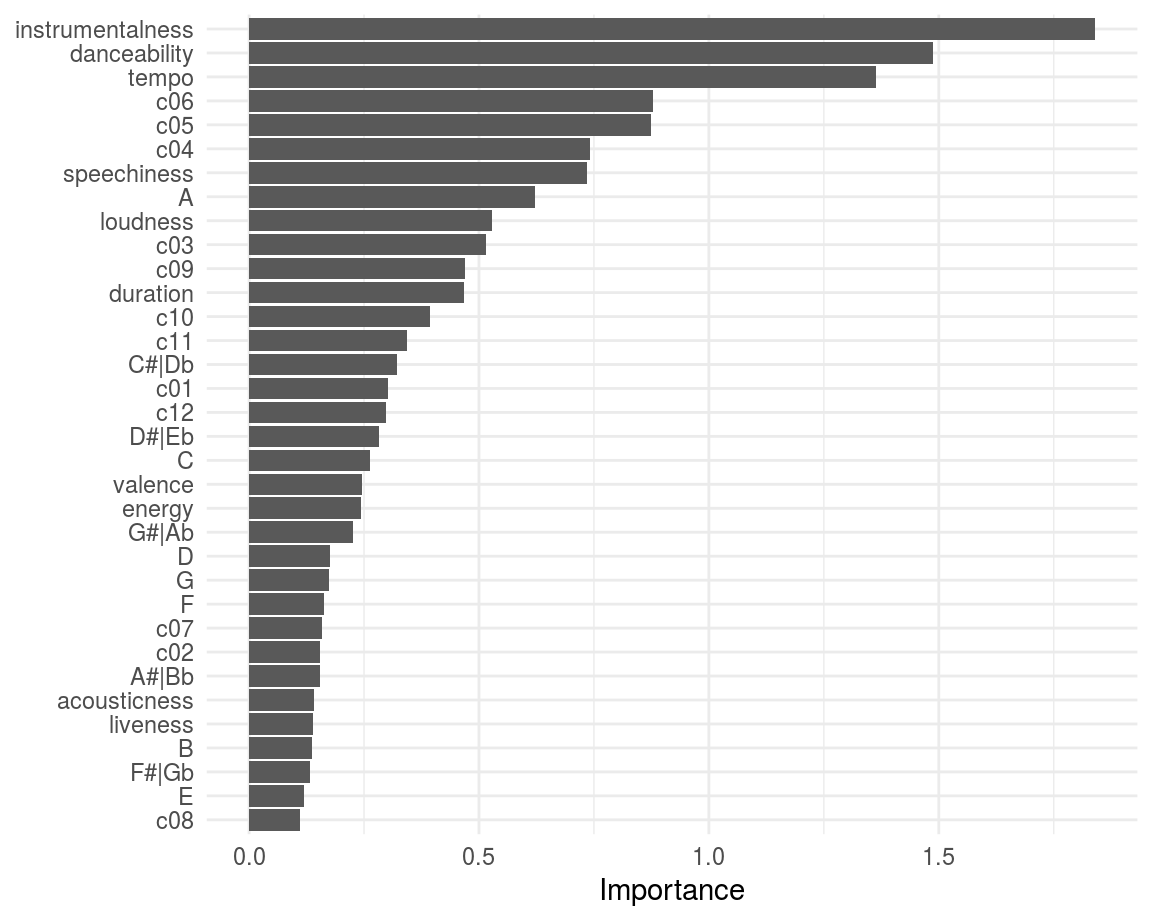 instrumentalness
danceability
tempo
c06
c05
c04
speechiness
A
loudness
c03
c09
duration
c10
c11
C#|Db
c01
c12
D#|Eb
C
valence
energy
G#|Ab
D
G
F
c07
c02
A#|Bb
acousticness
liveness
B
F#|Gb
E
c08
0.0 0.5 1.0 1.5
Importance